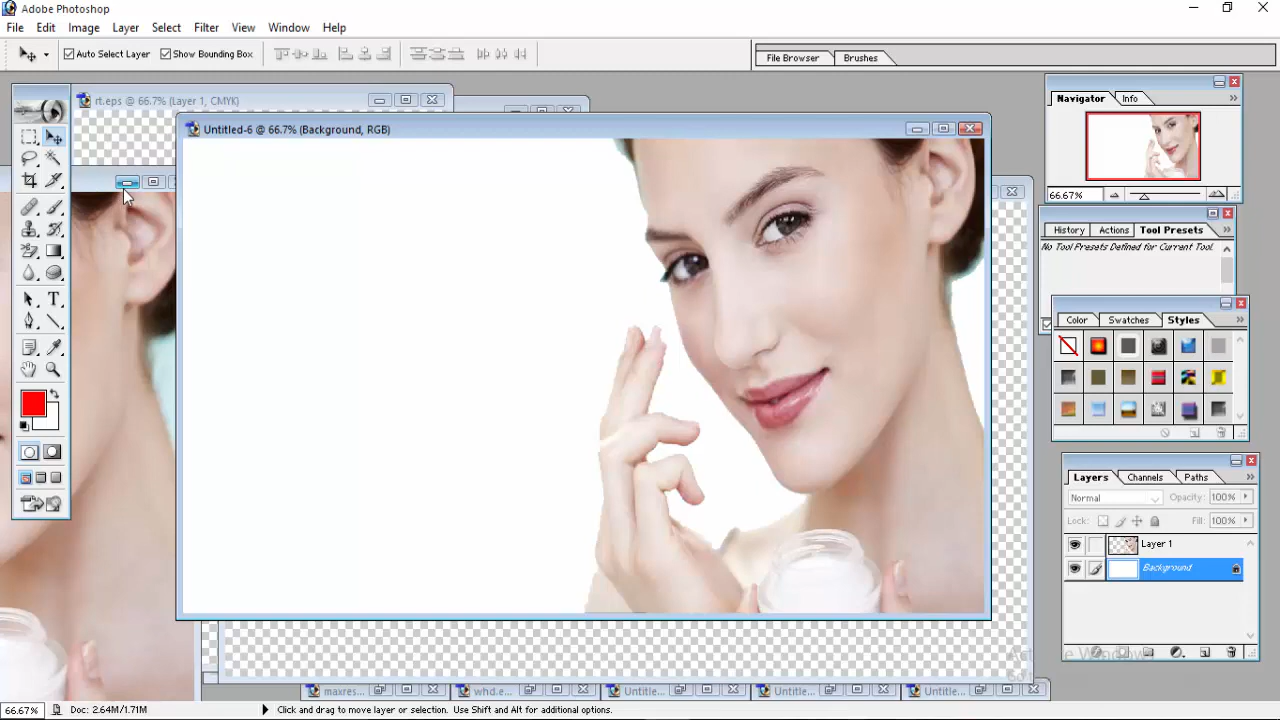 Adobe Photoshop
File Edit Image Layer Select Filter View Window Help
Auto Select Layer Show Bounding Box File Browser Brushes
rt.eps @ 66.7% (Layer 1, CMYK)
Untitled-6 @ 66.7% (Background, RGB)
Navigator Info
66.67%
History Actions Tool Presets
No Tool Presets Defined for Current Tool.
Color Swatches Styles
Layers Channels Paths
Normal Opacity: 100%
Lock: Fill: 100%
Layer 1
Background
maxres... whd.e... Untitle... Untitle... Untitle...
66.67% Doc: 2.64M/1.71M Click and drag to move layer or selection. Use Shift and Alt for additional options.